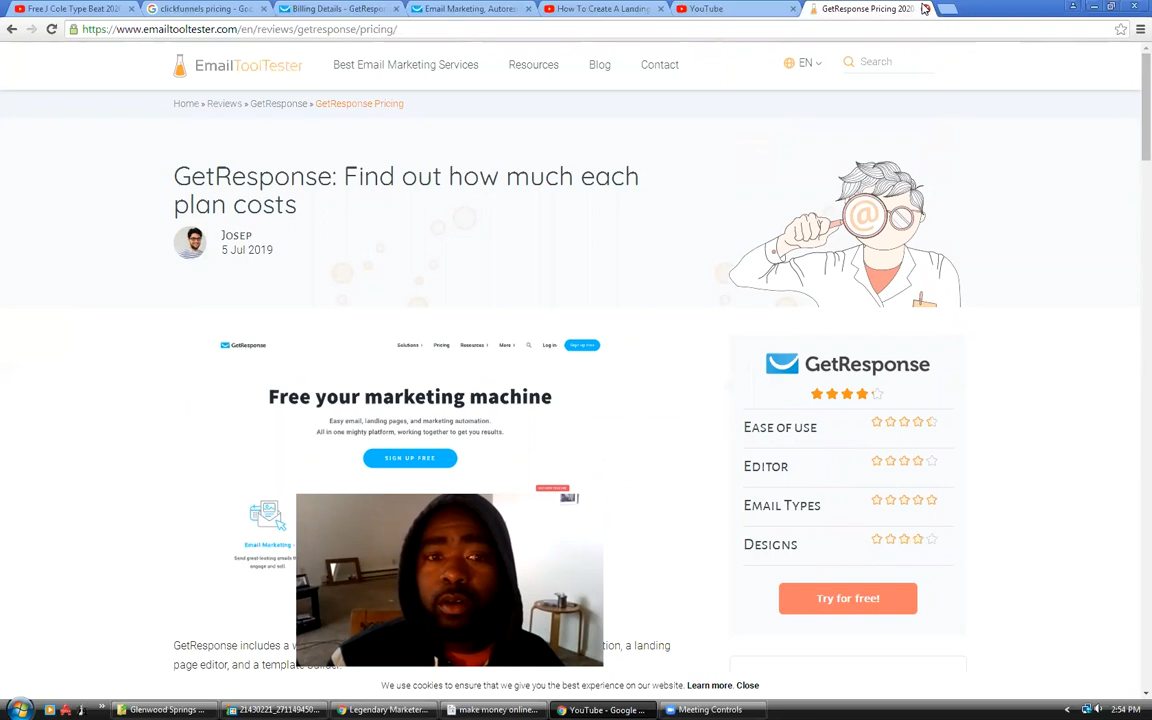 Free J Cole Type Beat 202
clickfunnels pricing - Goo
Billing Details - GetRespon
Email Marketing, Autores
How To Create A Landing
YouTube
GetResponse Pricing 2020
https://www.emailtooltester.com/en/reviews/getresponse/pricing/
EmailToolTester
Best Email Marketing Services
Resources
Blog
Contact
EN
Search
Home » Reviews » GetResponse » GetResponse Pricing
GetResponse: Find out how much each
plan costs
Josep
5 Jul 2019
GetResponse
Solutions
Pricing
Resources
More
Log in
Sign up free
Free your marketing machine
Easy email, landing pages, and marketing automation.
All in one mighty platform, working together to get you results.
SIGN UP FREE
Email Marketing
Send great-looking emails
engage and sell.
GetResponse
Ease of use
Editor
Email Types
Designs
Try for free!
GetResponse includes a
tion, a landing
page editor, and a template builder.
We use cookies to ensure that we give you the best experience on our website. Learn more. Close
Glenwood Springs ...
21430221_271149450...
Legendary Marketer...
make money online...
YouTube - Google ...
Meeting Controls
2:54 PM